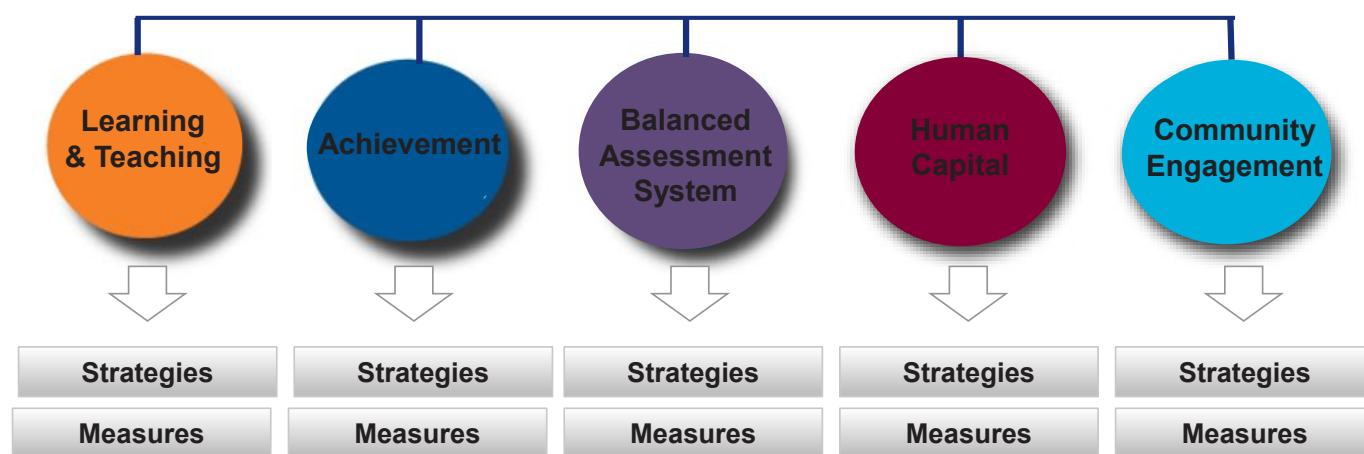 Learning
& Teaching
Achievement
Balanced
Assessment
System
Human
Capital
Community
Engagement
Strategies
Strategies
Strategies
Strategies
Strategies
Measures
Measures
Measures
Measures
Measures